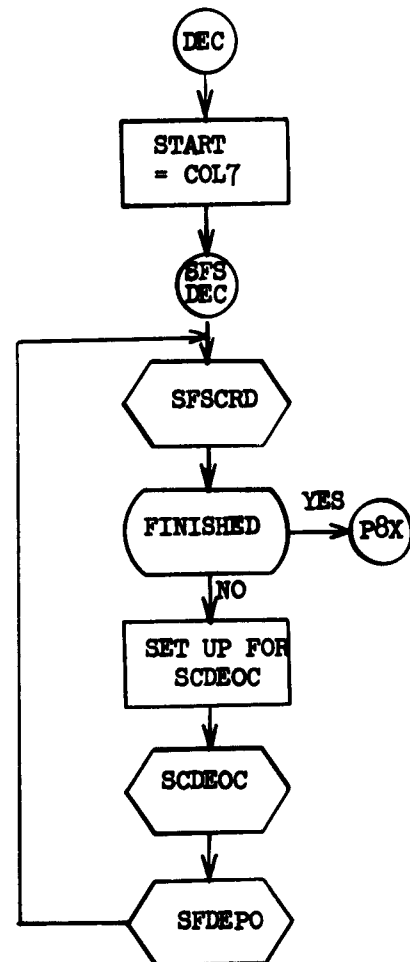 DEC
START
= COL7
SFS
DEC
SFSCRD
FINISHED
YES
P8X
NO
SET UP FOR
SCDEOC
SCDEOC
SFDEPO